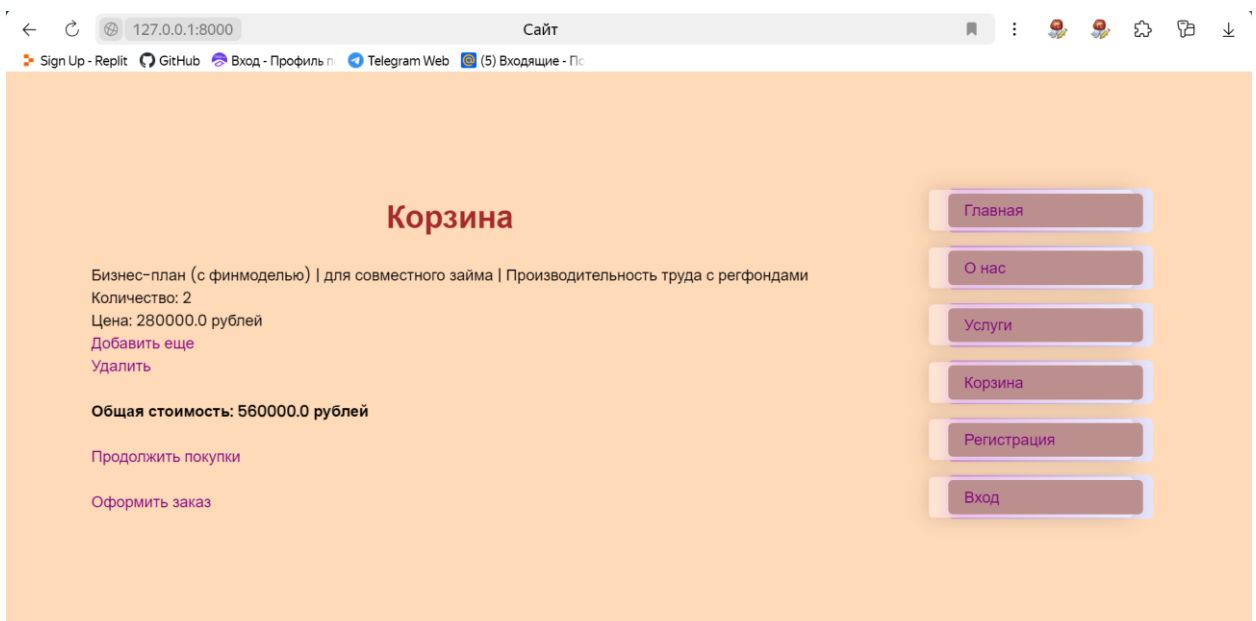 127.0.0.1:8000
Сайт
Sign Up - Replit GitHub Вход - Профиль п Telegram Web (5) Входящие - По
Корзина
Бизнес-план (с финмоделью) | для совместного займа | Производительность труда с регфондами
Количество: 2
Цена: 280000.0 рублей
Добавить еще
Удалить
Общая стоимость: 560000.0 рублей
Продолжить покупки
Оформить заказ
Главная
О нас
Услуги
Корзина
Регистрация
Вход